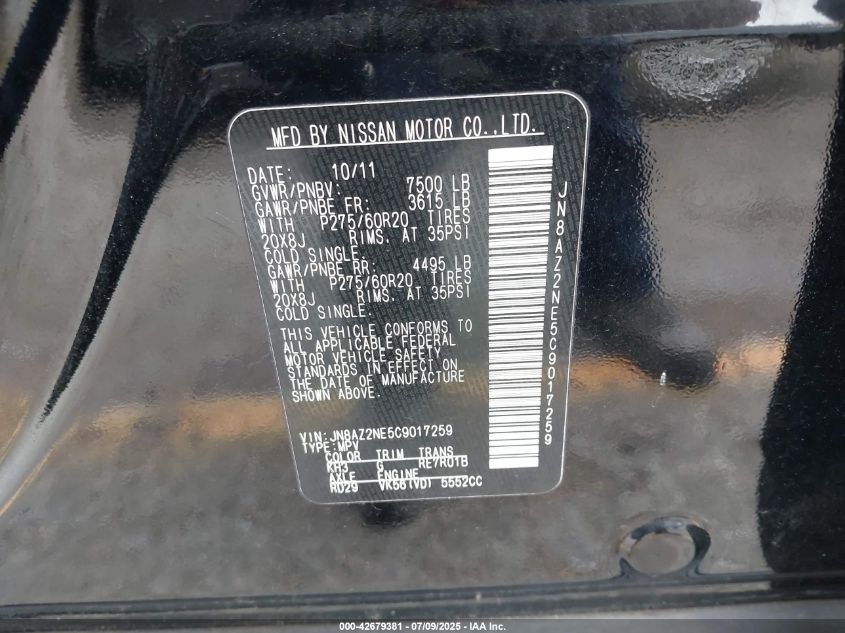 MFD BY NISSAN MOTOR CO.,LTD.
DATE: 10/11
GVWR/PNBV: 7500 LB
GAWR/PNBE FR: 3615 LB
WITH P275/60R20 TIRES
20X8J RIMS. AT 35PSI
COLD SINGLE.
GAWR/PNBE RR: 4495 LB
WITH P275/60R20 TIRES
20X8J RIMS. AT 35PSI
COLD SINGLE.
THIS VEHICLE CONFORMS TO
ALL APPLICABLE FEDERAL
MOTOR VEHICLE SAFETY
STANDARDS IN EFFECT ON
THE DATE OF MANUFACTURE
SHOWN ABOVE.
VIN: JN8AZ2NE5C9017259
TYPE: MPV
COLOR TRIM TRANS
KH3 G RE7R01B
AXLE ENGINE
RD29 VK56(VD) 5552CC
JN8AZ2NE5C9017259
000-42679381 | 07/09/2025 - IAA Inc.